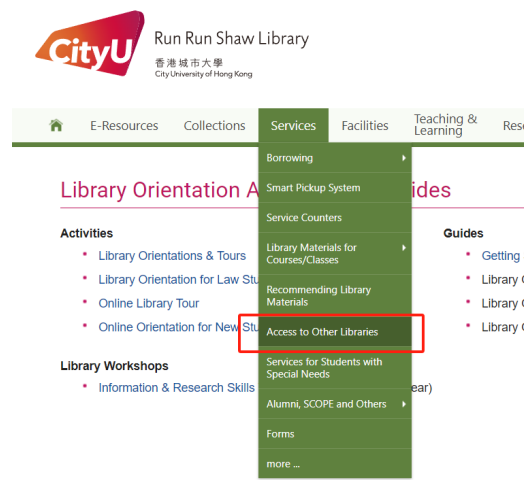 CityU
Run Run Shaw Library
香港城市大學
City University of Hong Kong
E-Resources Collections Services Facilities Teaching & Learning
Borrowing
Smart Pickup System
Service Counters
Library Materials for
Courses/Classes
Recommending Library
Materials
Access to Other Libraries
Services for Students with
Special Needs
Alumni, SCOPE and Others
Forms
more ...
Library Orientation
Activities
Library Orientations & Tours
Library Orientation for Law
Online Library Tour
Online Orientation for New
Library Workshops
Information & Research Skills
Guides
Getting
Library
Library
Library